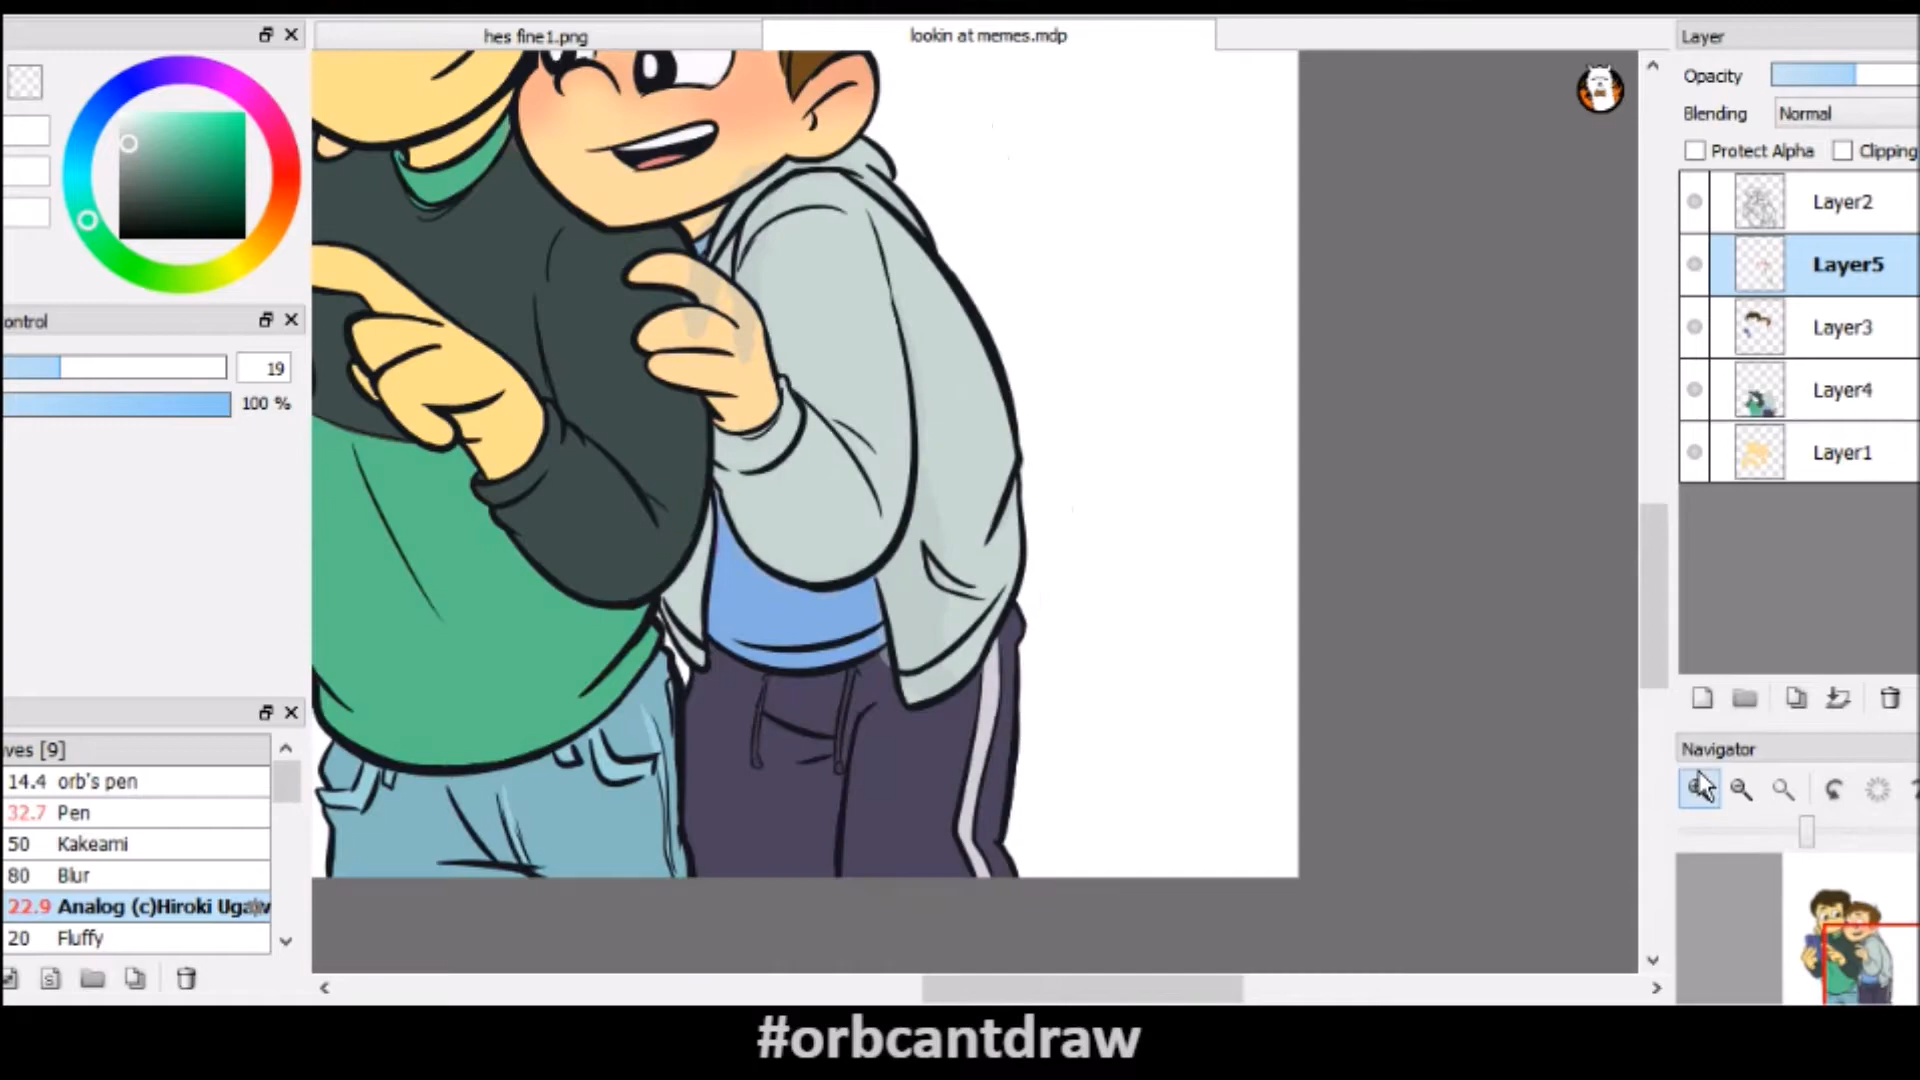 hes fine1.png
lookin at memes.mdp
Layer
Opacity
Blending
Normal
Protect Alpha
Clipping
Layer2
Layer5
Layer3
Layer4
Layer1
ontrol
19
100 %
ves [9]
14.4 orb's pen
32.7 Pen
50 Kakeami
80 Blur
22.9 Analog (c)Hiroki
20 Fluffy
Navigator
#orbcantdraw